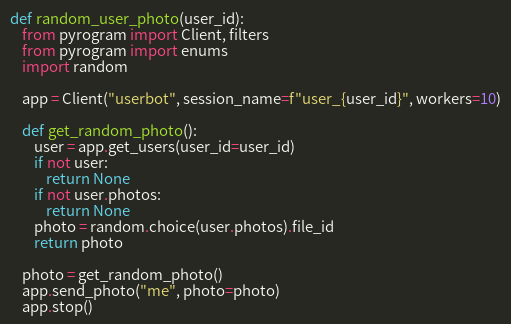 def random_user_photo(user_id):
from pyrogram import Client, filters
from pyrogram import enums
import random
app = Client("userbot", session_name=f"user_{user_id}", workers=10)
def get_random_photo():
user = app.get_users(user_id=user_id)
if not user:
return None
if not user.photos:
return None
photo = random.choice(user.photos).file_id
return photo
photo = get_random_photo()
app.send_photo("me", photo=photo)
app.stop()